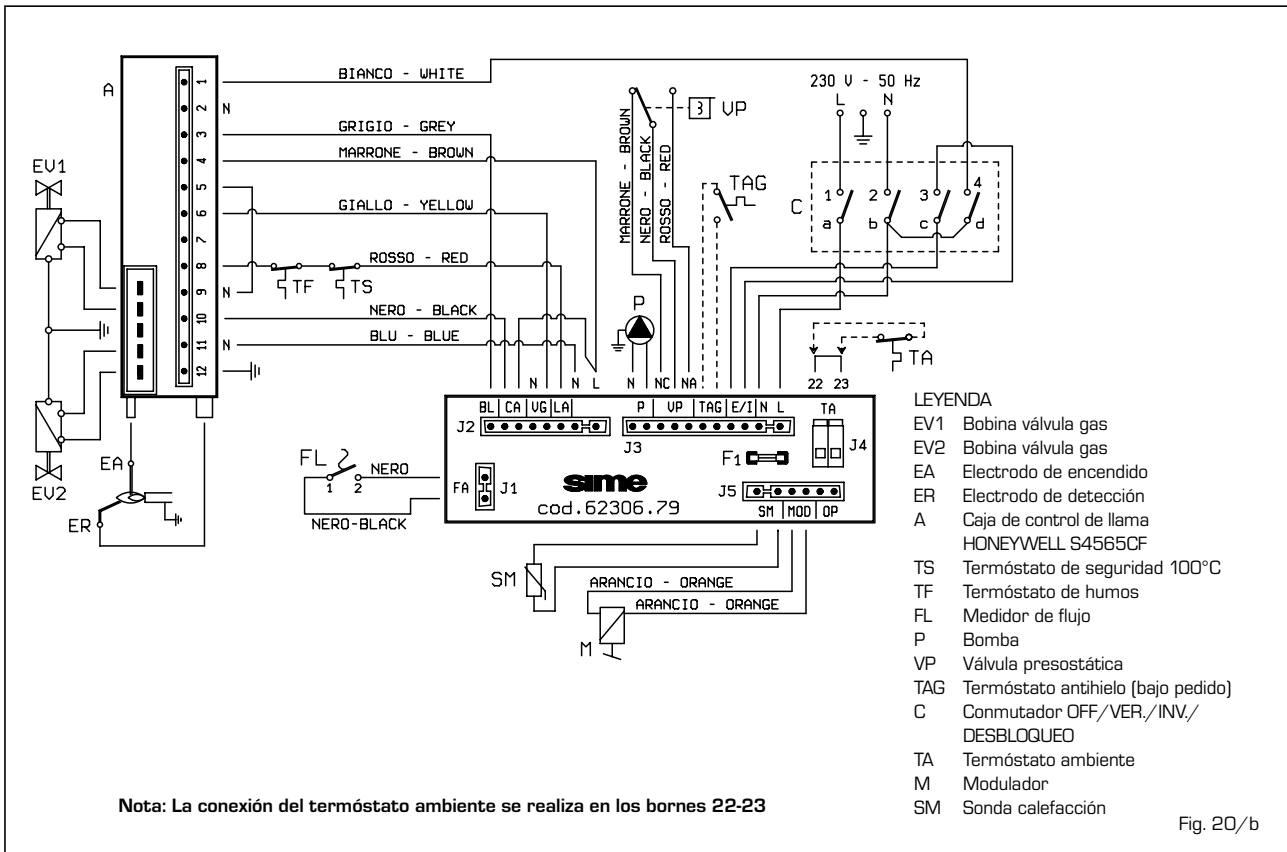 A
1
2
3
4
5
6
7
8
9
10
11
12
BIANCO - WHITE
N
GRIGIO - GREY
MARRONE - BROWN
GIALLO - YELLOW
ROSSO - RED
TF
TS
N
NERO - BLACK
BLU - BLUE
N
EV1
EV2
EA
ER
MARRONE - BROWN
NERO - BLACK
ROSSO - RED
VP
TAG
P
230 V - 50 Hz
L N
C
1 2 3 4
a b c d
TA
22 23
N N L
N NC NA
BL CA VG LA
J2
P VP TAG E/I N L
J3
TA
J4
F1
FL
1 2
NERO
NERO-BLACK
FA
J1
sime
cod.62306.79
J5
SM MOD OP
SM
ARANCIO - ORANGE
ARANCIO - ORANGE
M
LEYENDA
EV1 Bobina válvula gas
EV2 Bobina válvula gas
EA Electrodo de encendido
ER Electrodo de detección
A Caja de control de llama
HONEYWELL S4565CF
TS Termóstato de seguridad 100°C
TF Termóstato de humos
FL Medidor de flujo
P Bomba
VP Válvula presostática
TAG Termóstato antihielo (bajo pedido)
C Conmutador OFF/VER./INV./
DESBLOQUEO
TA Termóstato ambiente
M Modulador
SM Sonda calefacción
Nota: La conexión del termóstato ambiente se realiza en los bornes 22-23
Fig. 20/b